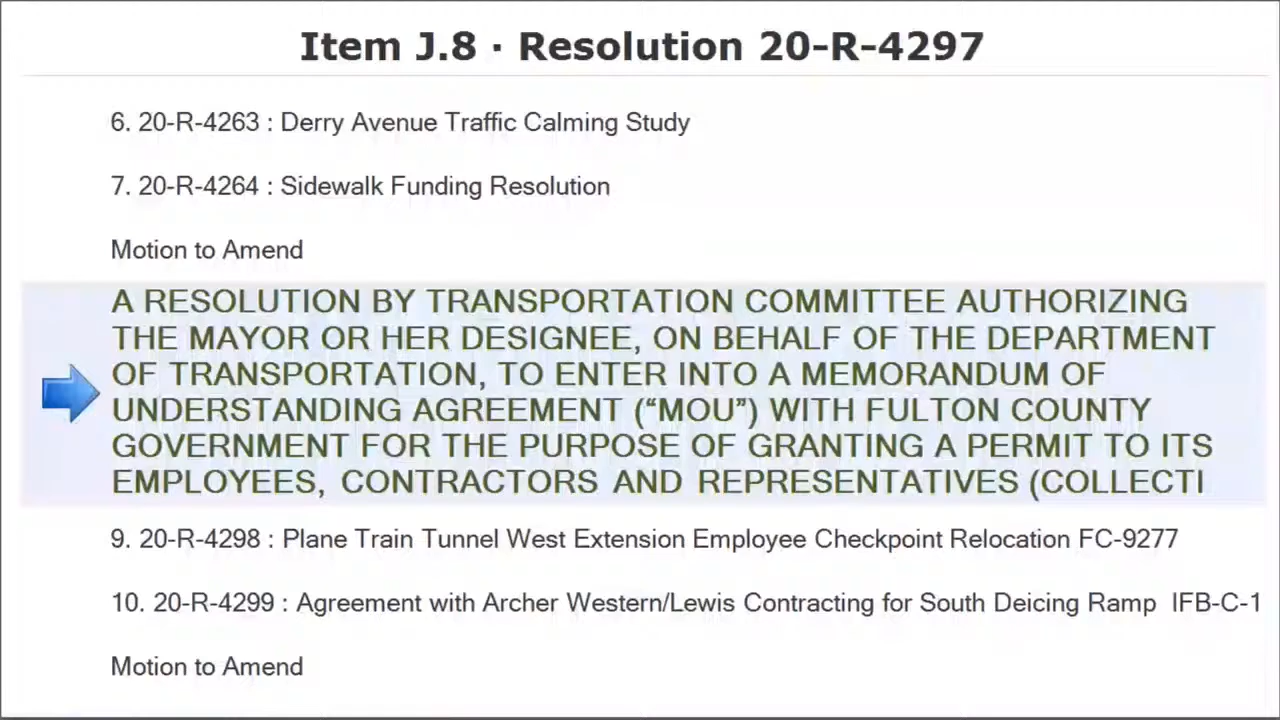 Item J.8 · Resolution 20-R-4297
6. 20-R-4263 : Derry Avenue Traffic Calming Study
7. 20-R-4264 : Sidewalk Funding Resolution
Motion to Amend
A RESOLUTION BY TRANSPORTATION COMMITTEE AUTHORIZING
THE MAYOR OR HER DESIGNEE, ON BEHALF OF THE DEPARTMENT
OF TRANSPORTATION, TO ENTER INTO A MEMORANDUM OF
UNDERSTANDING AGREEMENT (“MOU”) WITH FULTON COUNTY
GOVERNMENT FOR THE PURPOSE OF GRANTING A PERMIT TO ITS
EMPLOYEES, CONTRACTORS AND REPRESENTATIVES (COLLECTI
9. 20-R-4298 : Plane Train Tunnel West Extension Employee Checkpoint Relocation FC-9277
10. 20-R-4299 : Agreement with Archer Western/Lewis Contracting for South Deicing Ramp IFB-C-1
Motion to Amend